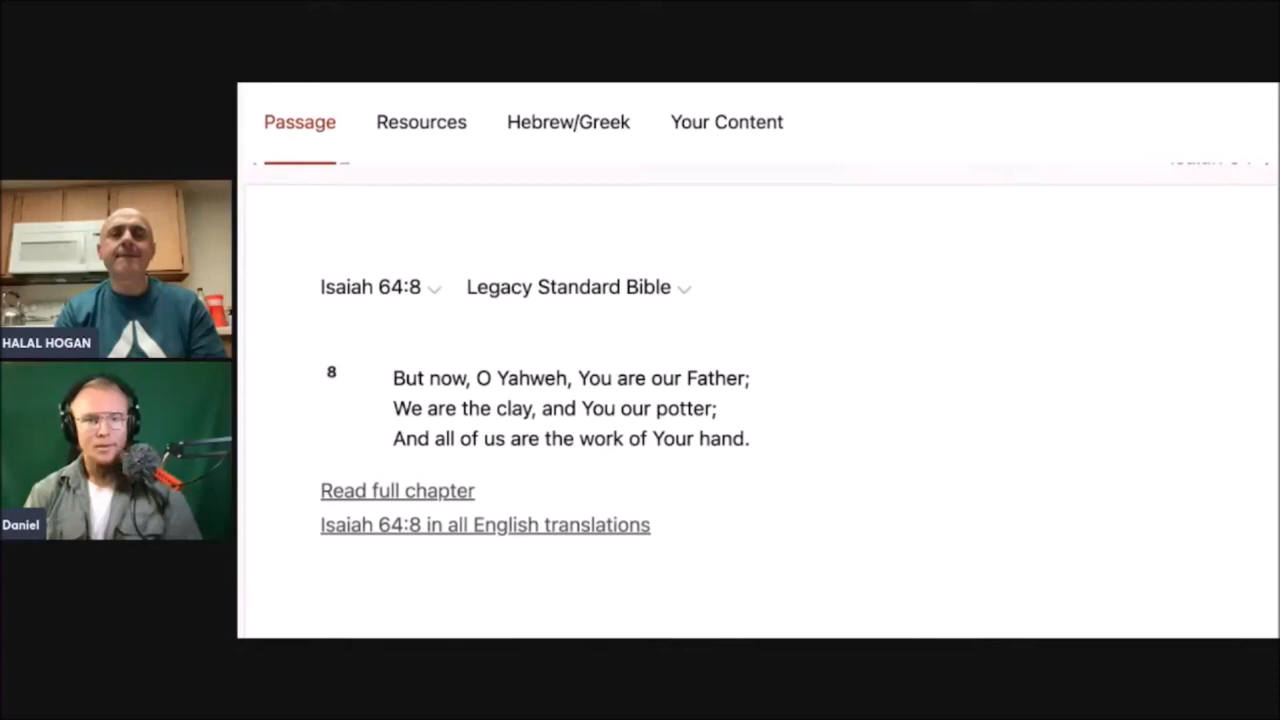 Passage Resources Hebrew/Greek Your Content
Isaiah 64:8 Legacy Standard Bible
8 But now, O Yahweh, You are our Father;
We are the clay, and You our potter;
And all of us are the work of Your hand.
Read full chapter
Isaiah 64:8 in all English translations
HALAL HOGAN
Daniel